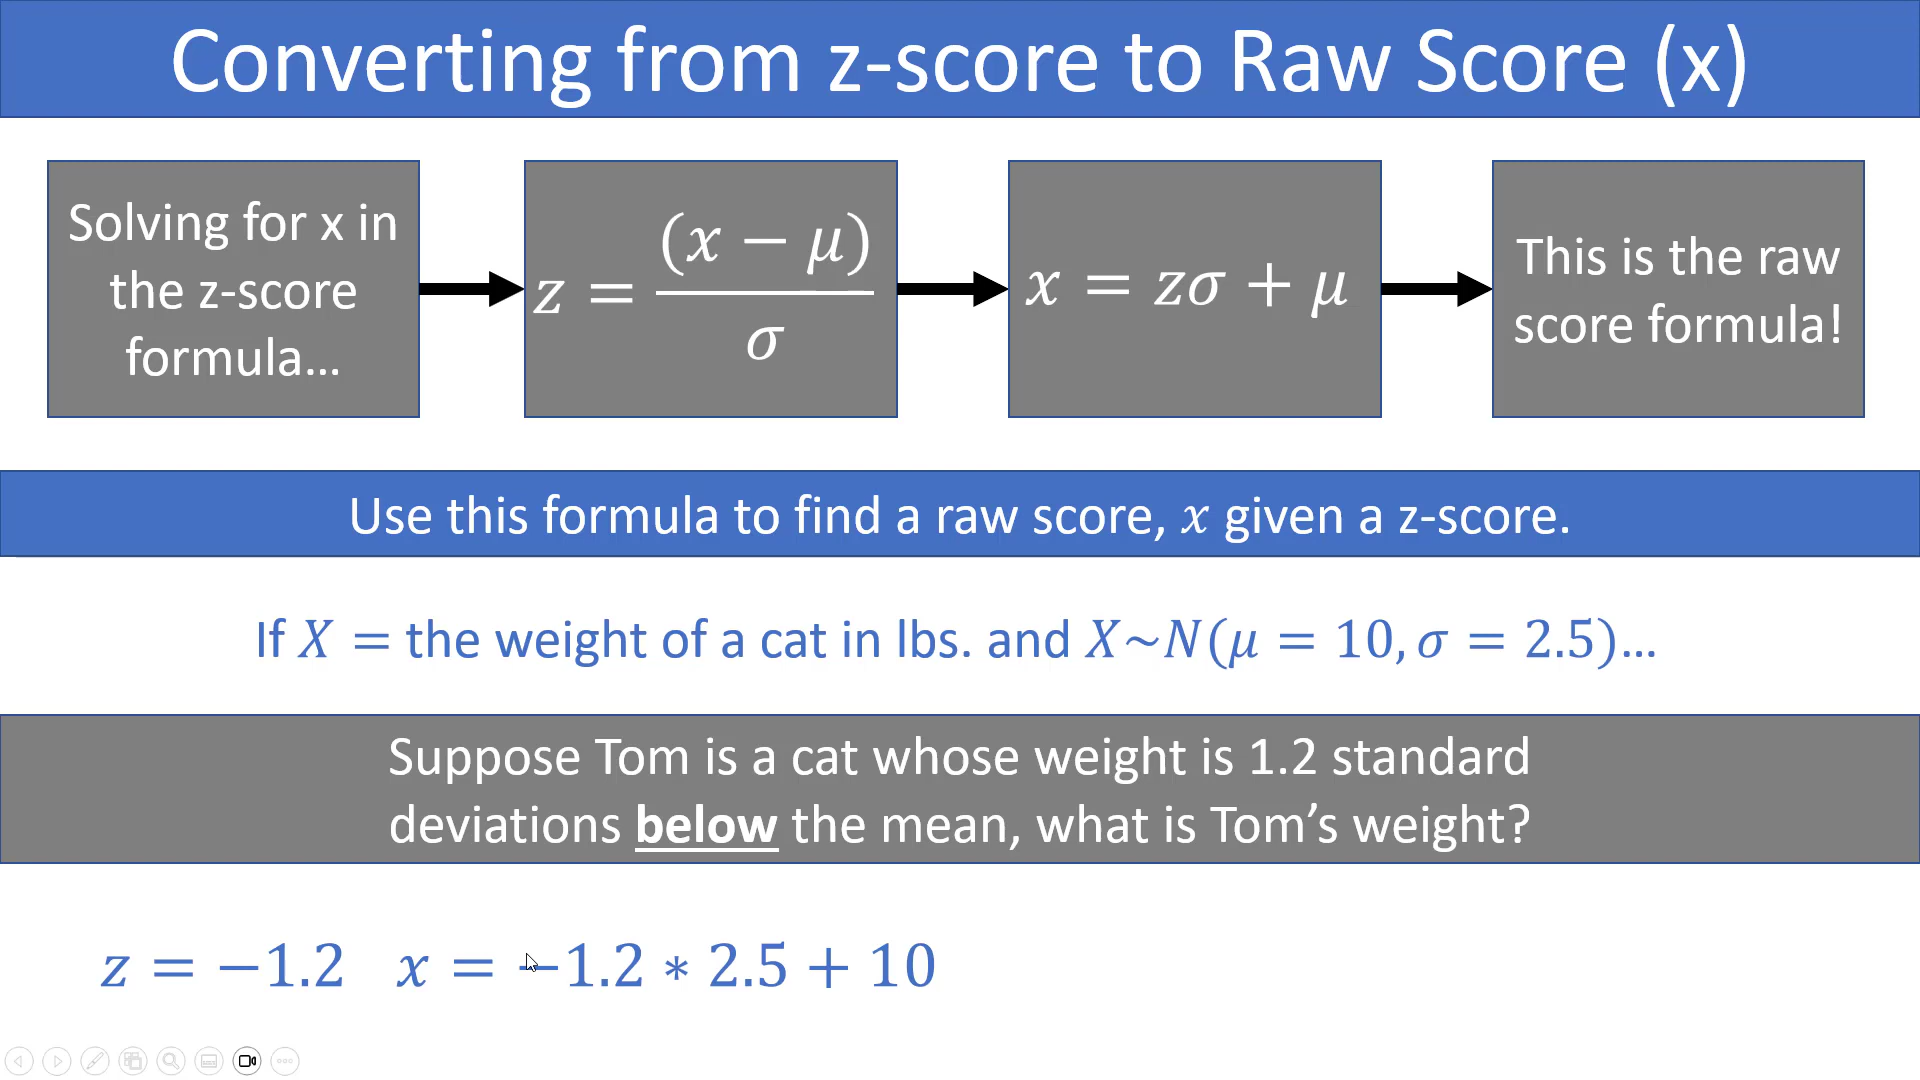 Converting from z-score to Raw Score (x)
Solving for x in
the z-score
formula...
z = (x − μ) / σ
x = zσ + μ
This is the raw
score formula!
Use this formula to find a raw score, x given a z-score.
If X = the weight of a cat in lbs. and X~N(μ = 10, σ = 2.5)...
Suppose Tom is a cat whose weight is 1.2 standard
deviations below the mean, what is Tom’s weight?
z = −1.2 x = −1.2 ∗ 2.5 + 10